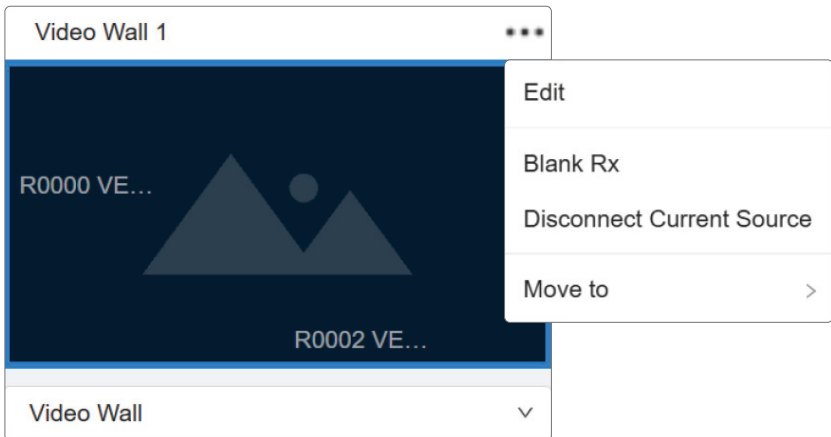 Video Wall 1
Edit
Blank Rx
Disconnect Current Source
Move to
R0000 VE…
R0002 VE…
Video Wall